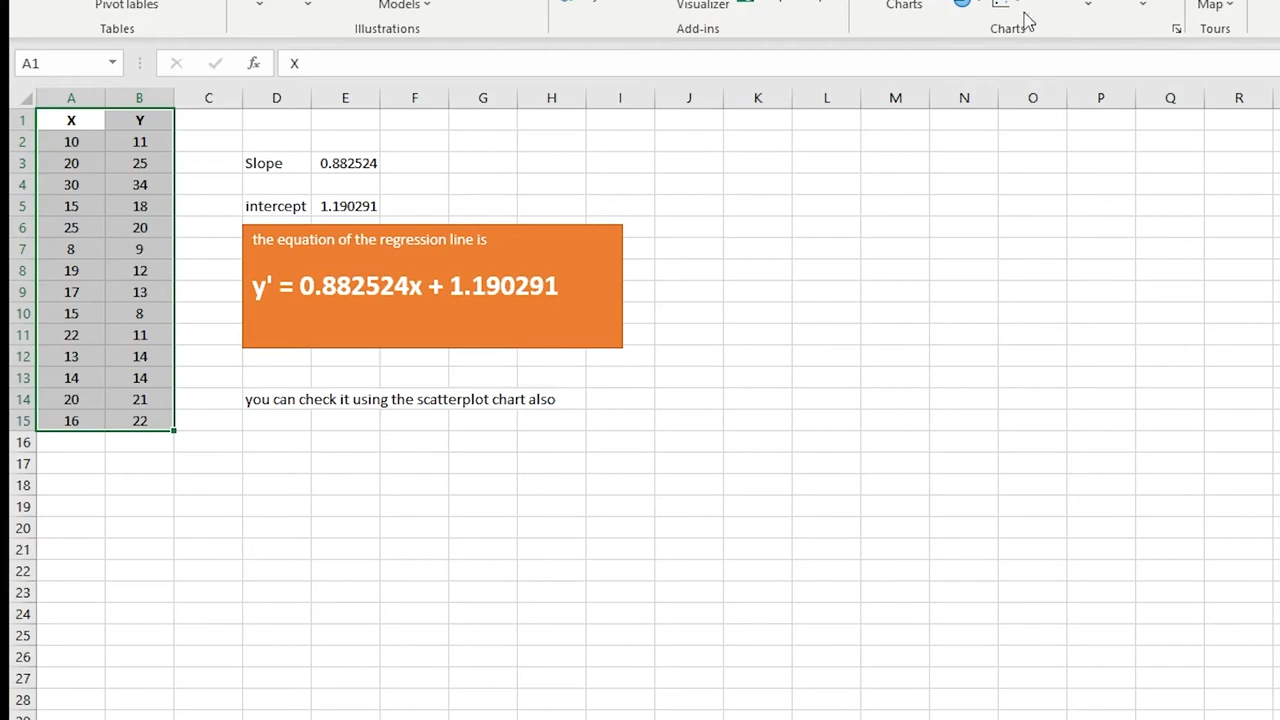 PivotTables Models Visualizer Charts Map
Tables Illustrations Add-ins Charts Tours
A1 fx X
A B C D E F G H I J K L M N O P Q R
1 X Y
2 10 11
3 20 25 Slope 0.882524
4 30 34
5 15 18 intercept 1.190291
6 25 20
the equation of the regression line is
7 8 9
8 19 12
y' = 0.882524x + 1.190291
9 17 13
10 15 8
11 22 11
12 13 14
13 14 14
14 20 21 you can check it using the scatterplot chart also
15 16 22
16
17
18
19
20
21
22
23
24
25
26
27
28